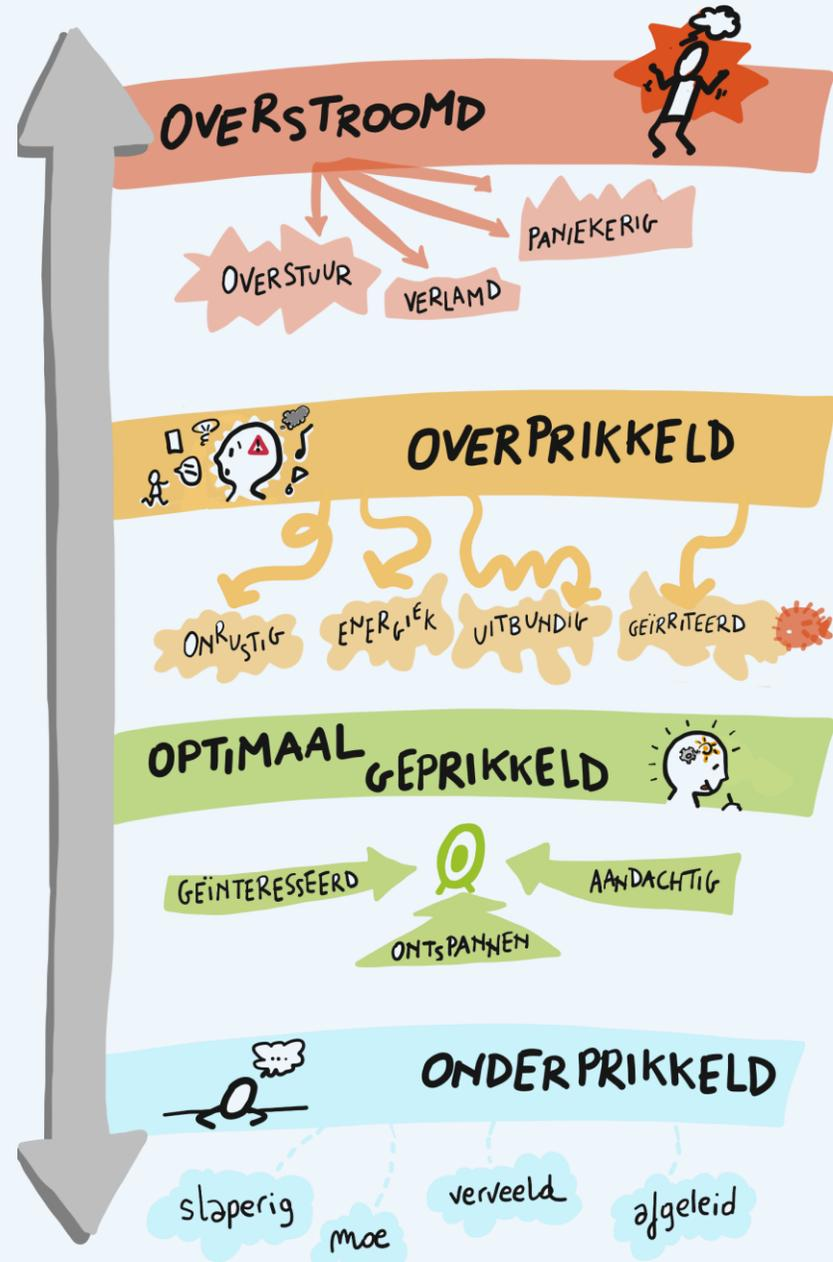 OVERSTROOMD
PANIEKERIG
OVERSTUUR
VERLAMD
OVERPRIKKELD
ONRUSTIG
ENERGIEK
UITBUNDIG
GEÏRRITEERD
OPTIMAAL
GEPRIKKELD
GEÏNTERESSEERD
AANDACHTIG
ONTSPANNEN
ONDERPRIKKELD
slaperig
moe
verveeld
afgeleid